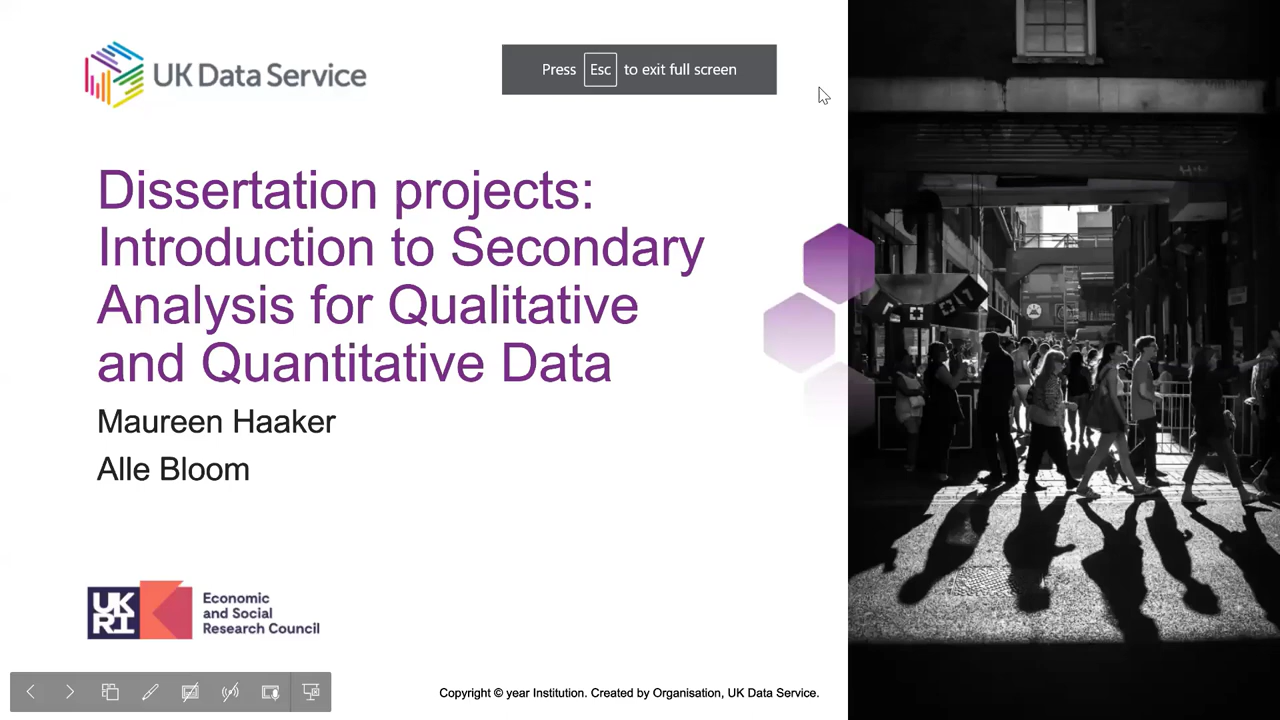 UK Data Service
Press Esc to exit full screen
Dissertation projects:
Introduction to Secondary
Analysis for Qualitative
and Quantitative Data
Maureen Haaker
Alle Bloom
UK
RI
Economic
and Social
Research Council
Copyright © year Institution. Created by Organisation, UK Data Service.